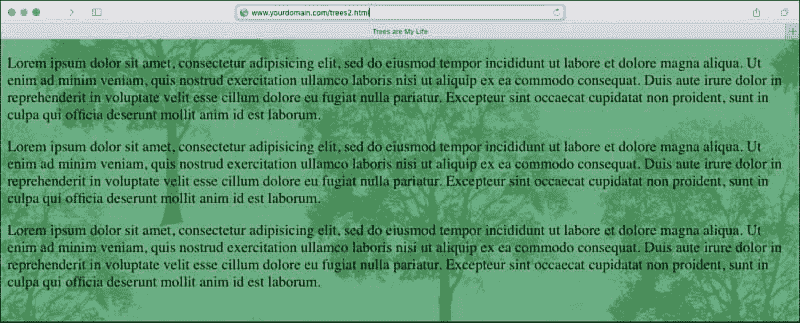 www.yourdomain.com/trees2.html
Trees are My Life
Lorem ipsum dolor sit amet, consectetur adipisicing elit, sed do eiusmod tempor incididunt ut labore et dolore magna aliqua. Ut
enim ad minim veniam, quis nostrud exercitation ullamco laboris nisi ut aliquip ex ea commodo consequat. Duis aute irure dolor in
reprehenderit in voluptate velit esse cillum dolore eu fugiat nulla pariatur. Excepteur sint occaecat cupidatat non proident, sunt in
culpa qui officia deserunt mollit anim id est laborum.
Lorem ipsum dolor sit amet, consectetur adipisicing elit, sed do eiusmod tempor incididunt ut labore et dolore magna aliqua. Ut
enim ad minim veniam, quis nostrud exercitation ullamco laboris nisi ut aliquip ex ea commodo consequat. Duis aute irure dolor in
reprehenderit in voluptate velit esse cillum dolore eu fugiat nulla pariatur. Excepteur sint occaecat cupidatat non proident, sunt in
culpa qui officia deserunt mollit anim id est laborum.
Lorem ipsum dolor sit amet, consectetur adipisicing elit, sed do eiusmod tempor incididunt ut labore et dolore magna aliqua. Ut
enim ad minim veniam, quis nostrud exercitation ullamco laboris nisi ut aliquip ex ea commodo consequat. Duis aute irure dolor in
reprehenderit in voluptate velit esse cillum dolore eu fugiat nulla pariatur. Excepteur sint occaecat cupidatat non proident, sunt in
culpa qui officia deserunt mollit anim id est laborum.